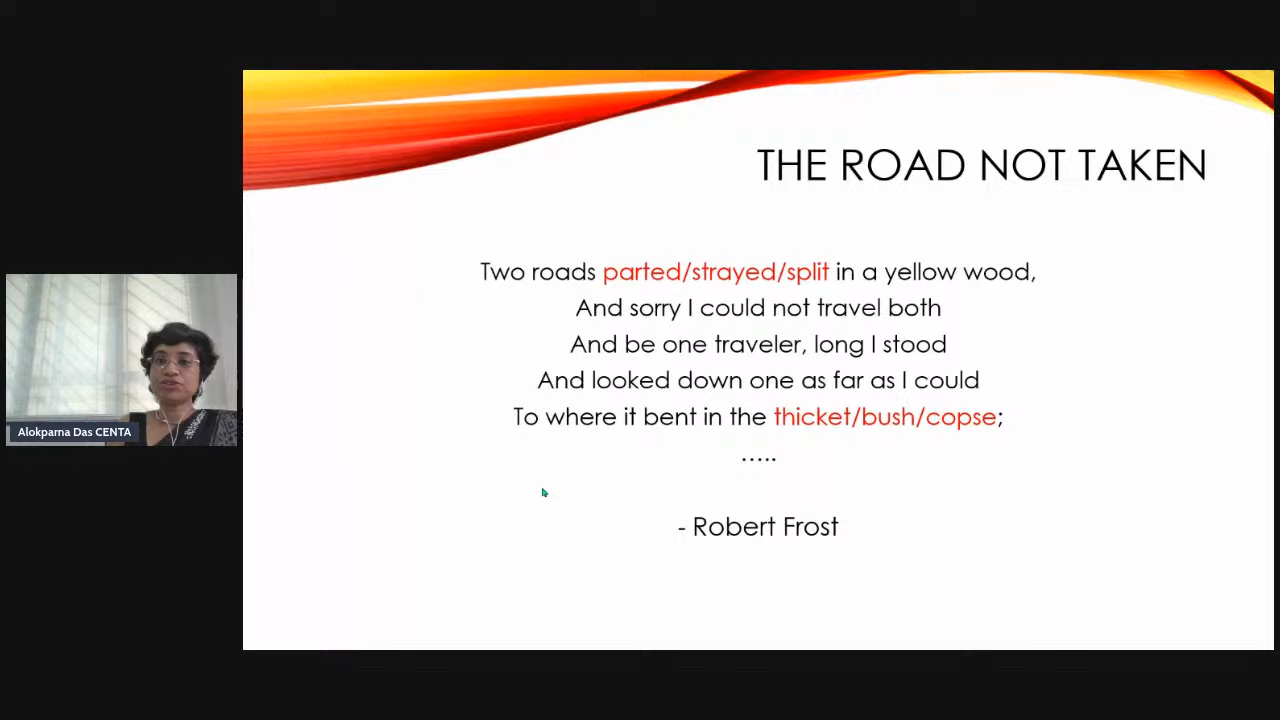 THE ROAD NOT TAKEN
Two roads parted/strayed/split in a yellow wood,
And sorry I could not travel both
And be one traveler, long I stood
And looked down one as far as I could
To where it bent in the thicket/bush/copse;
…..
- Robert Frost
Alokparna Das CENTA